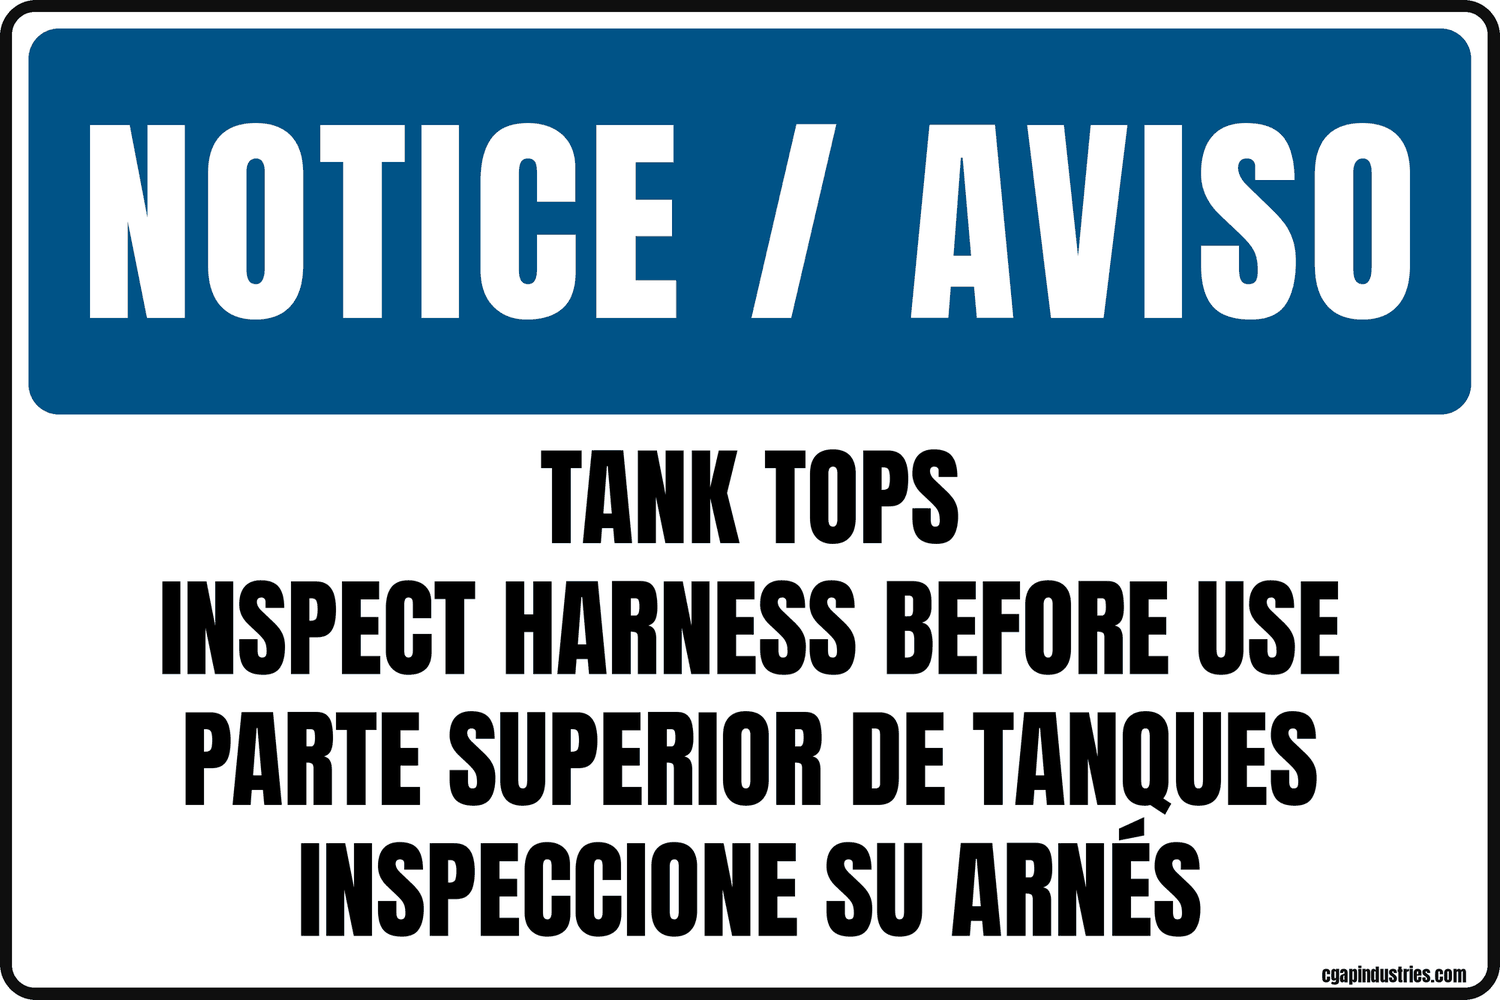 NOTICE / AVISO
TANK TOPS
INSPECT HARNESS BEFORE USE
PARTE SUPERIOR DE TANQUES
INSPECCIONE SU ARNÉS
cgapindustries.com